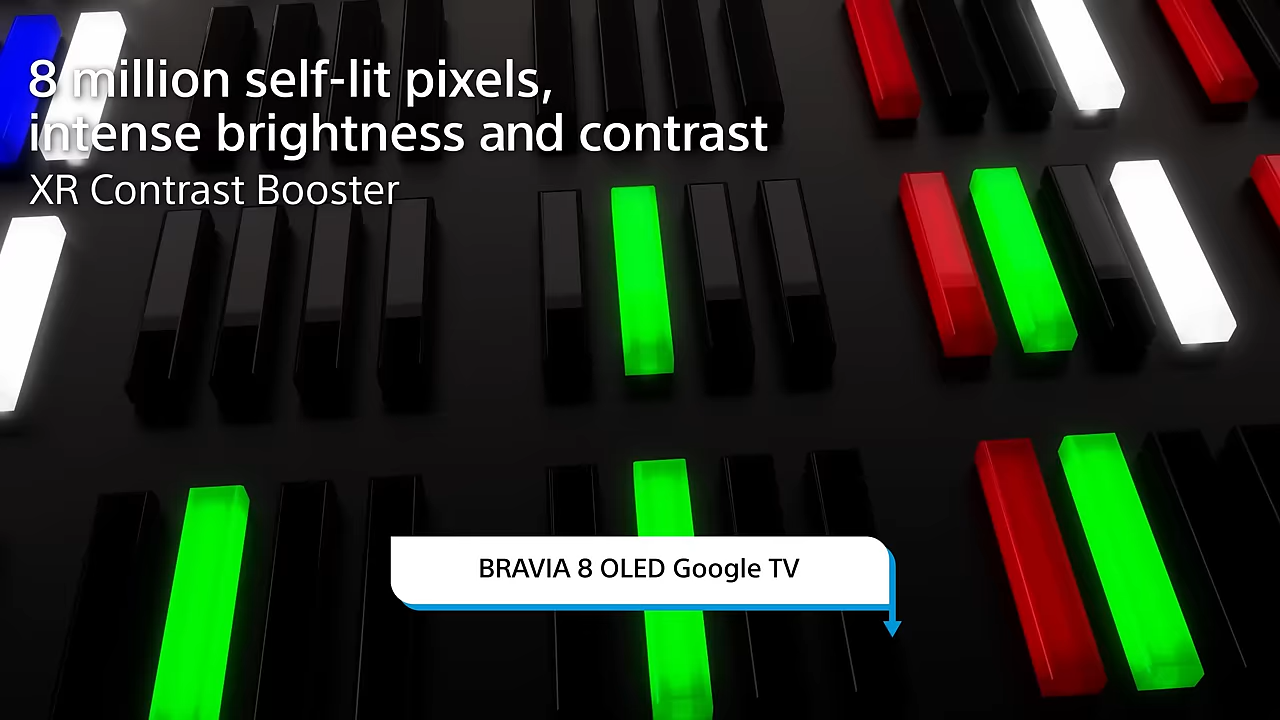 8 million self-lit pixels,
intense brightness and contrast
XR Contrast Booster
BRAVIA 8 OLED Google TV